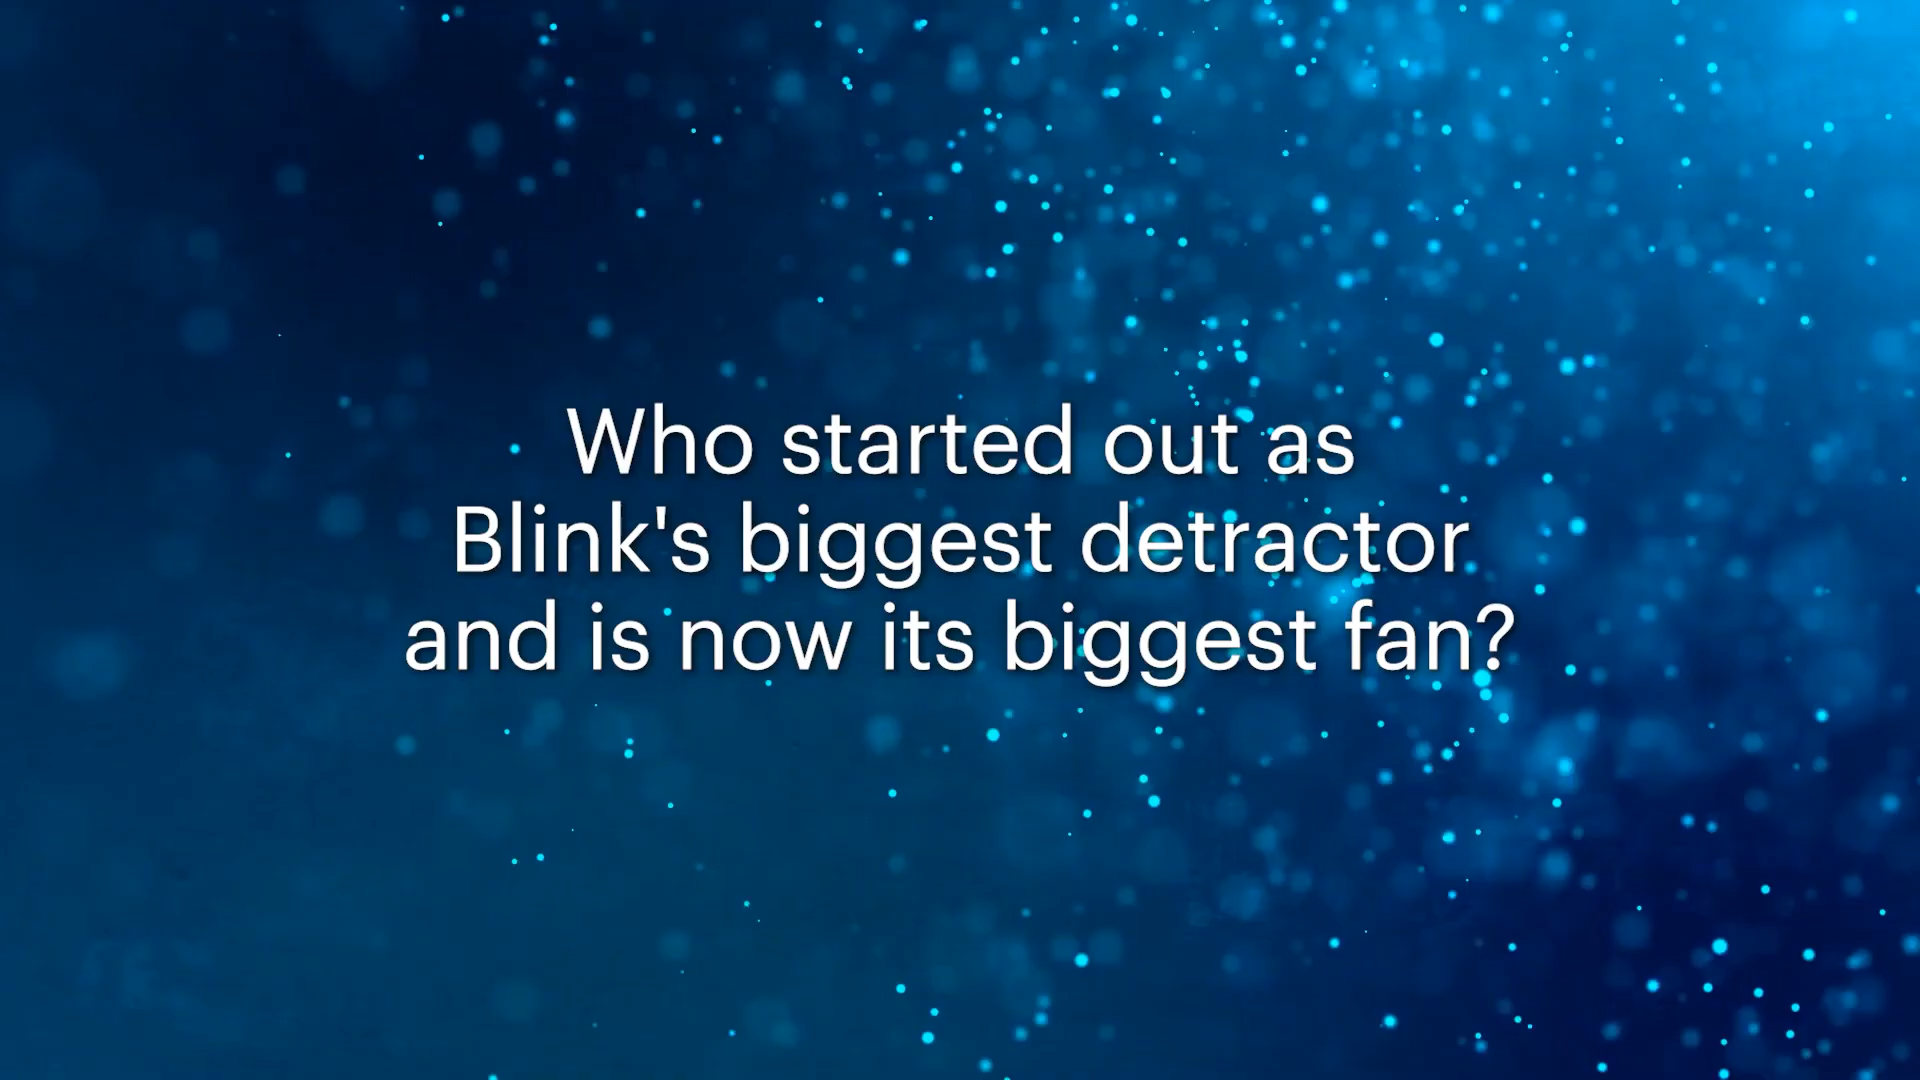 Who started out as
Blink's biggest detractor
and is now its biggest fan?